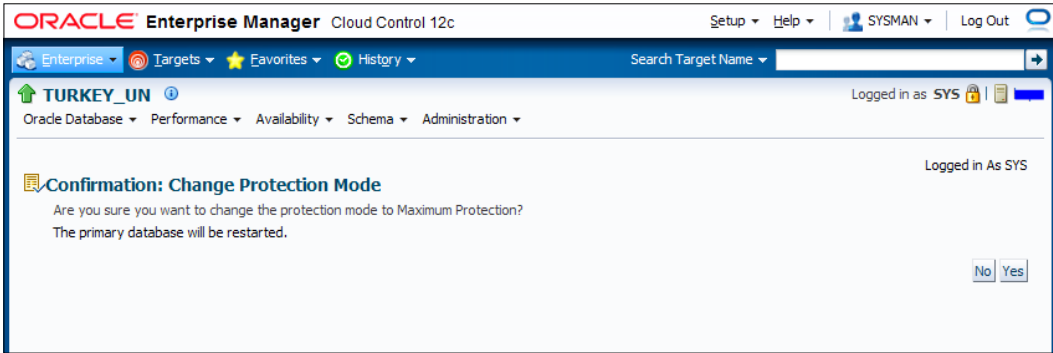 ORACLE Enterprise Manager Cloud Control 12c
Setup Help SYSMAN Log Out
Enterprise Targets Favorites History Search Target Name
TURKEY_UN Logged in as SYS
Oracle Database Performance Availability Schema Administration
Logged in As SYS
Confirmation: Change Protection Mode
Are you sure you want to change the protection mode to Maximum Protection?
The primary database will be restarted.
No Yes